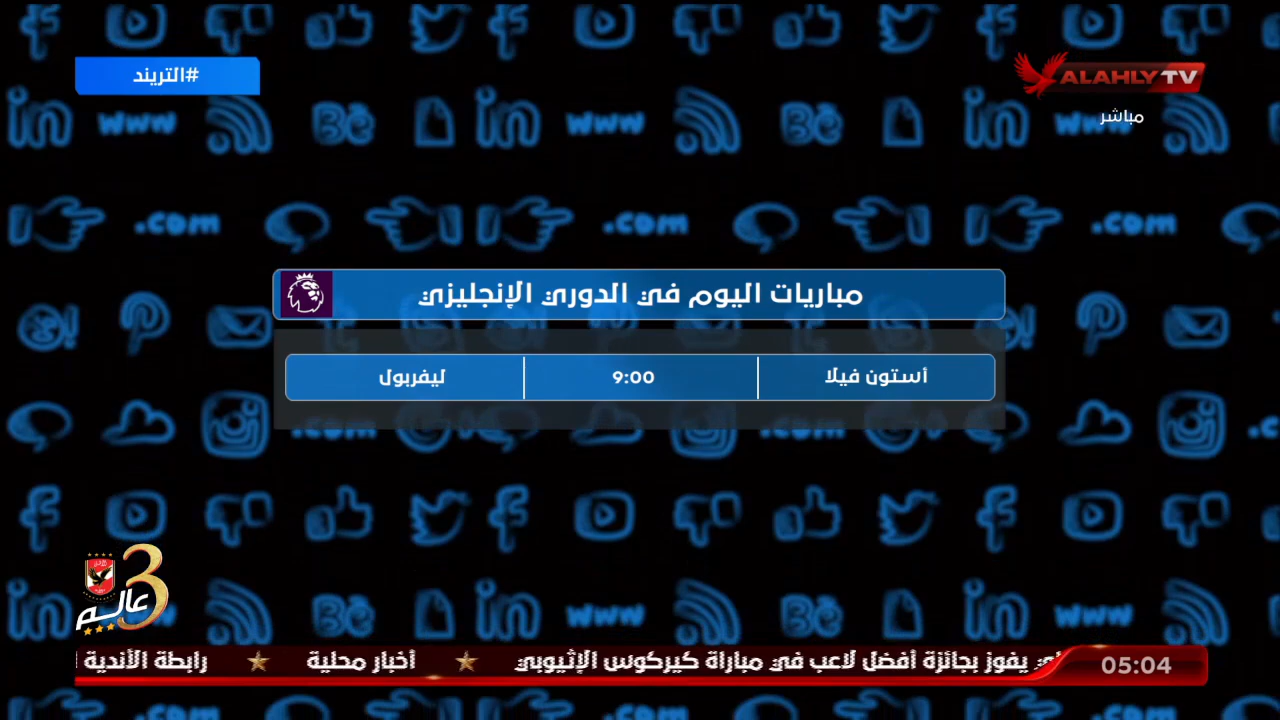 #التريند
ALAHLY TV
مباشر
مباريات اليوم في الدوري الإنجليزي
أستون فيلا 9:00 ليفربول
3 عالم
05:04
يفوز بجائزة أفضل لاعب في مباراة كيركوس الإثيوبي ★ أخبار محلية ★ رابطة الأندية